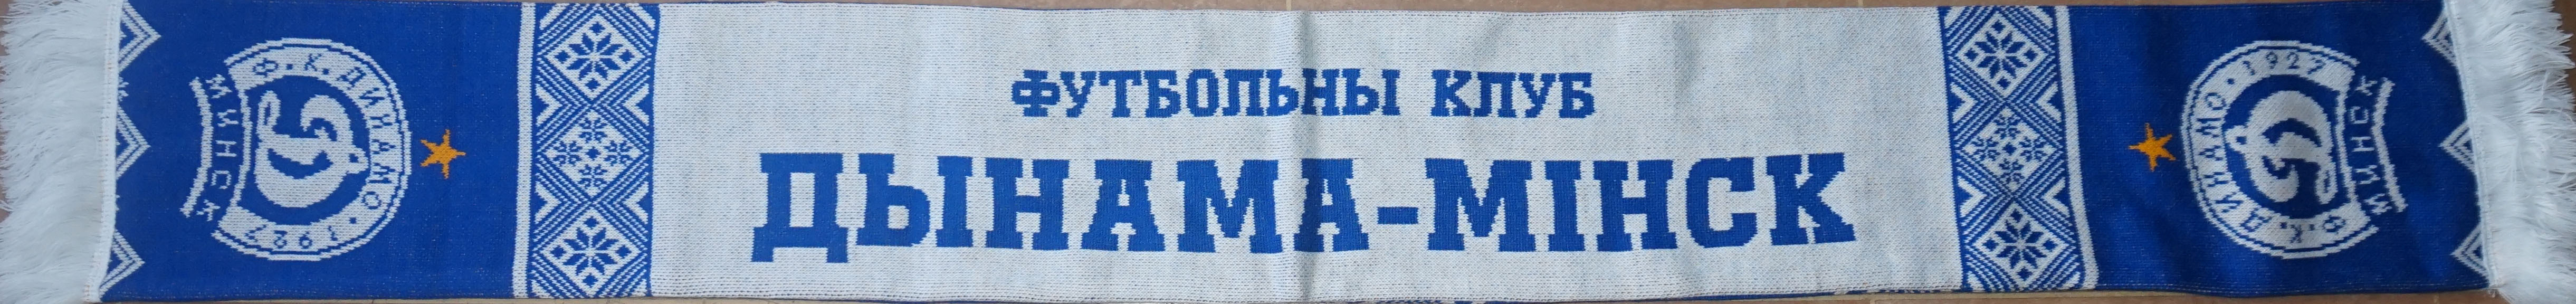 Ф.К.ДИНАМО·1927
МИНСК
ФУТБОЛЬНЫ КЛУБ
ДЫНАМА-МІНСК
Ф.К.ДИНАМО·1927
МИНСК